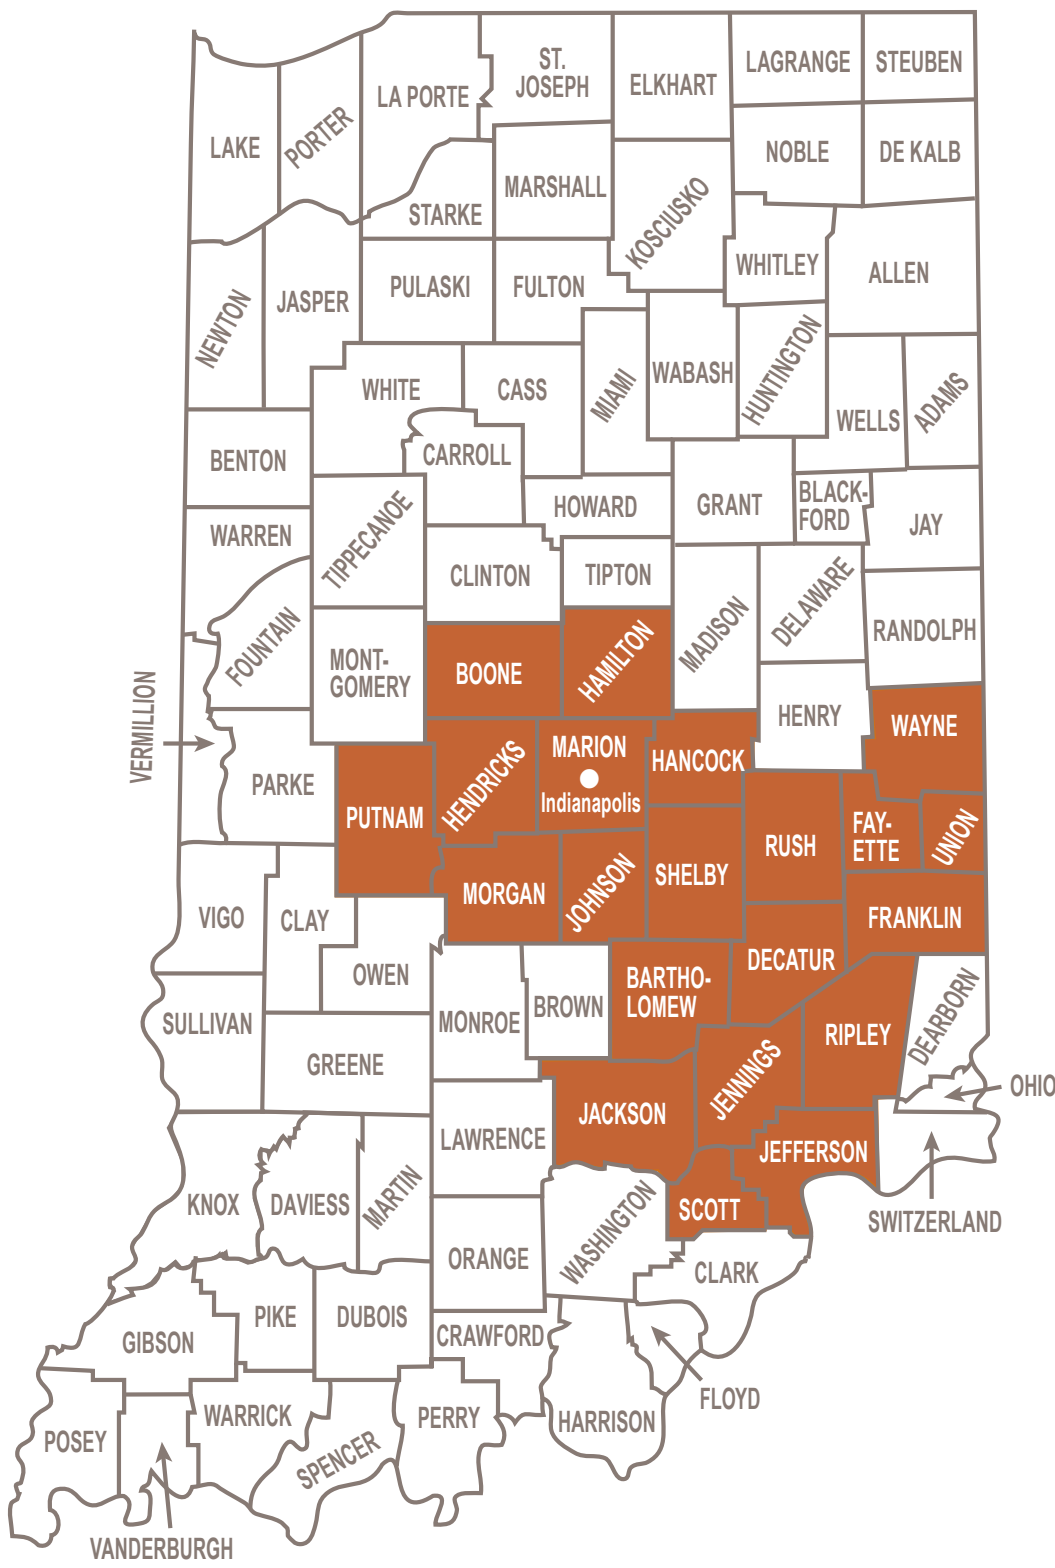 ST.
JOSEPH
LAGRANGE
STEUBEN
ELKHART
LA PORTE
LAKE
PORTER
NOBLE
DE KALB
MARSHALL
STARKE
KOSCIUSKO
WHITLEY
ALLEN
PULASKI
FULTON
JASPER
NEWTON
WHITE
CASS
MIAMI
WABASH
HUNTINGTON
WELLS
ADAMS
BENTON
CARROLL
HOWARD
GRANT
BLACK-
FORD
JAY
WARREN
TIPPECANOE
CLINTON
TIPTON
MADISON
DELAWARE
RANDOLPH
FOUNTAIN
MONT-
GOMERY
BOONE
HAMILTON
HENRY
WAYNE
VERMILLION
PARKE
PUTNAM
HENDRICKS
MARION
Indianapolis
HANCOCK
RUSH
FAY-
ETTE
UNION
VIGO
CLAY
MORGAN
JOHNSON
SHELBY
FRANKLIN
OWEN
DECATUR
BARTHO-
LOMEW
BROWN
MONROE
SULLIVAN
GREENE
RIPLEY
DEARBORN
OHIO
JENNINGS
JACKSON
LAWRENCE
JEFFERSON
KNOX
DAVIESS
MARTIN
SCOTT
SWITZERLAND
WASHINGTON
ORANGE
CLARK
GIBSON
PIKE
DUBOIS
CRAWFORD
FLOYD
HARRISON
POSEY
WARRICK
PERRY
SPENCER
VANDERBURGH